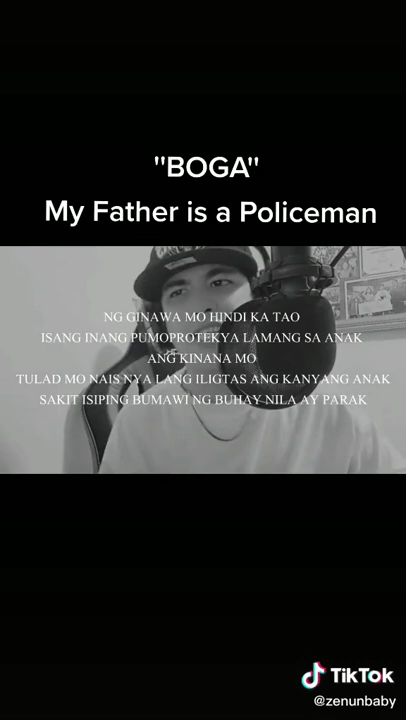 "BOGA"
My Father is a Policeman
NG GINAWA MO HINDI KA TAO
ISANG INANG PUMOPROTEKYA LAMANG SA ANAK
ANG KINANA MO
TULAD MO NAIS NYA LANG ILIGTAS ANG KANYANG ANAK
SAKIT ISIPING BUMAWI NG BUHAY NILA AY PARAK
TikTok
@zenunbaby